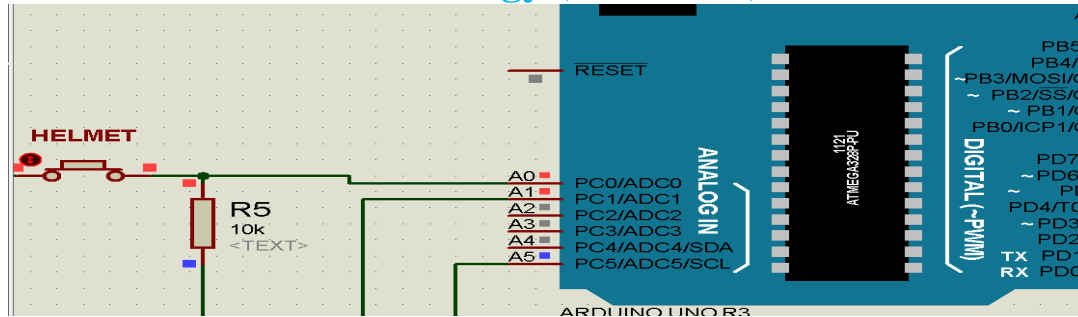 RESET
HELMET
R5
10k
<TEXT>
A0
A1
A2
A3
A4
A5
PC0/ADC0
PC1/ADC1
PC2/ADC2
PC3/ADC3
PC4/ADC4/SDA
PC5/ADC5/SCL
ANALOG IN
1121
ATMEGA328P-PU
DIGITAL (~PWM)
PB5
PB4/
~PB3/MOSI/
~ PB2/SS/
~ PB1/
PB0/ICP1/
PD7
~PD6
~
PD4/T0
~PD3
PD2
TX PD1
RX PD0
ARDUINO UNO R3